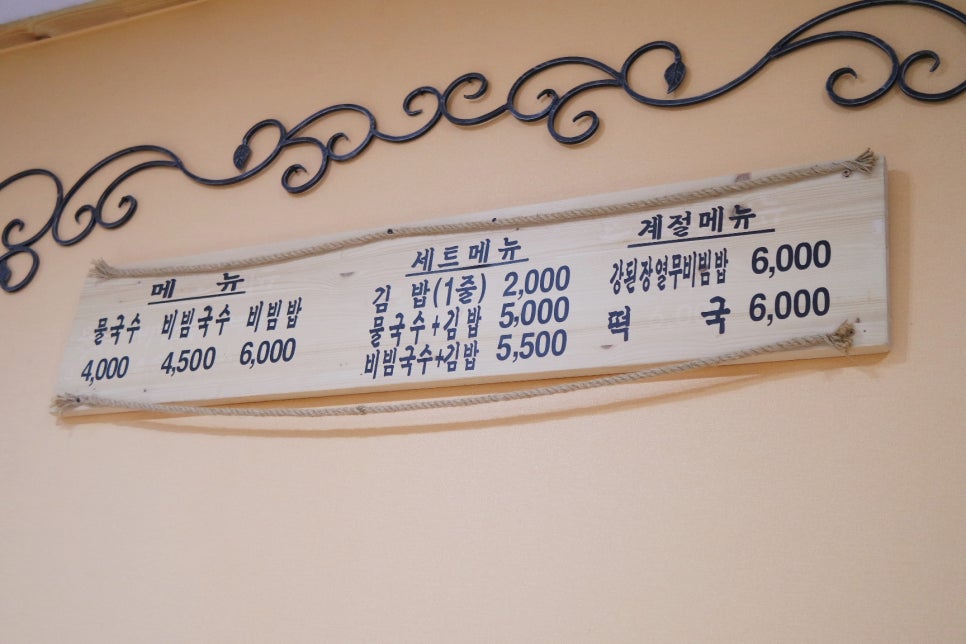 메 뉴
물국수 비빔국수 비빔밥
4,000 4,500 6,000
세트메뉴
김 밥(1줄) 2,000
물국수+김밥 5,000
비빔국수+김밥 5,500
계절메뉴
강된장열무비빔밥 6,000
떡 국 6,000